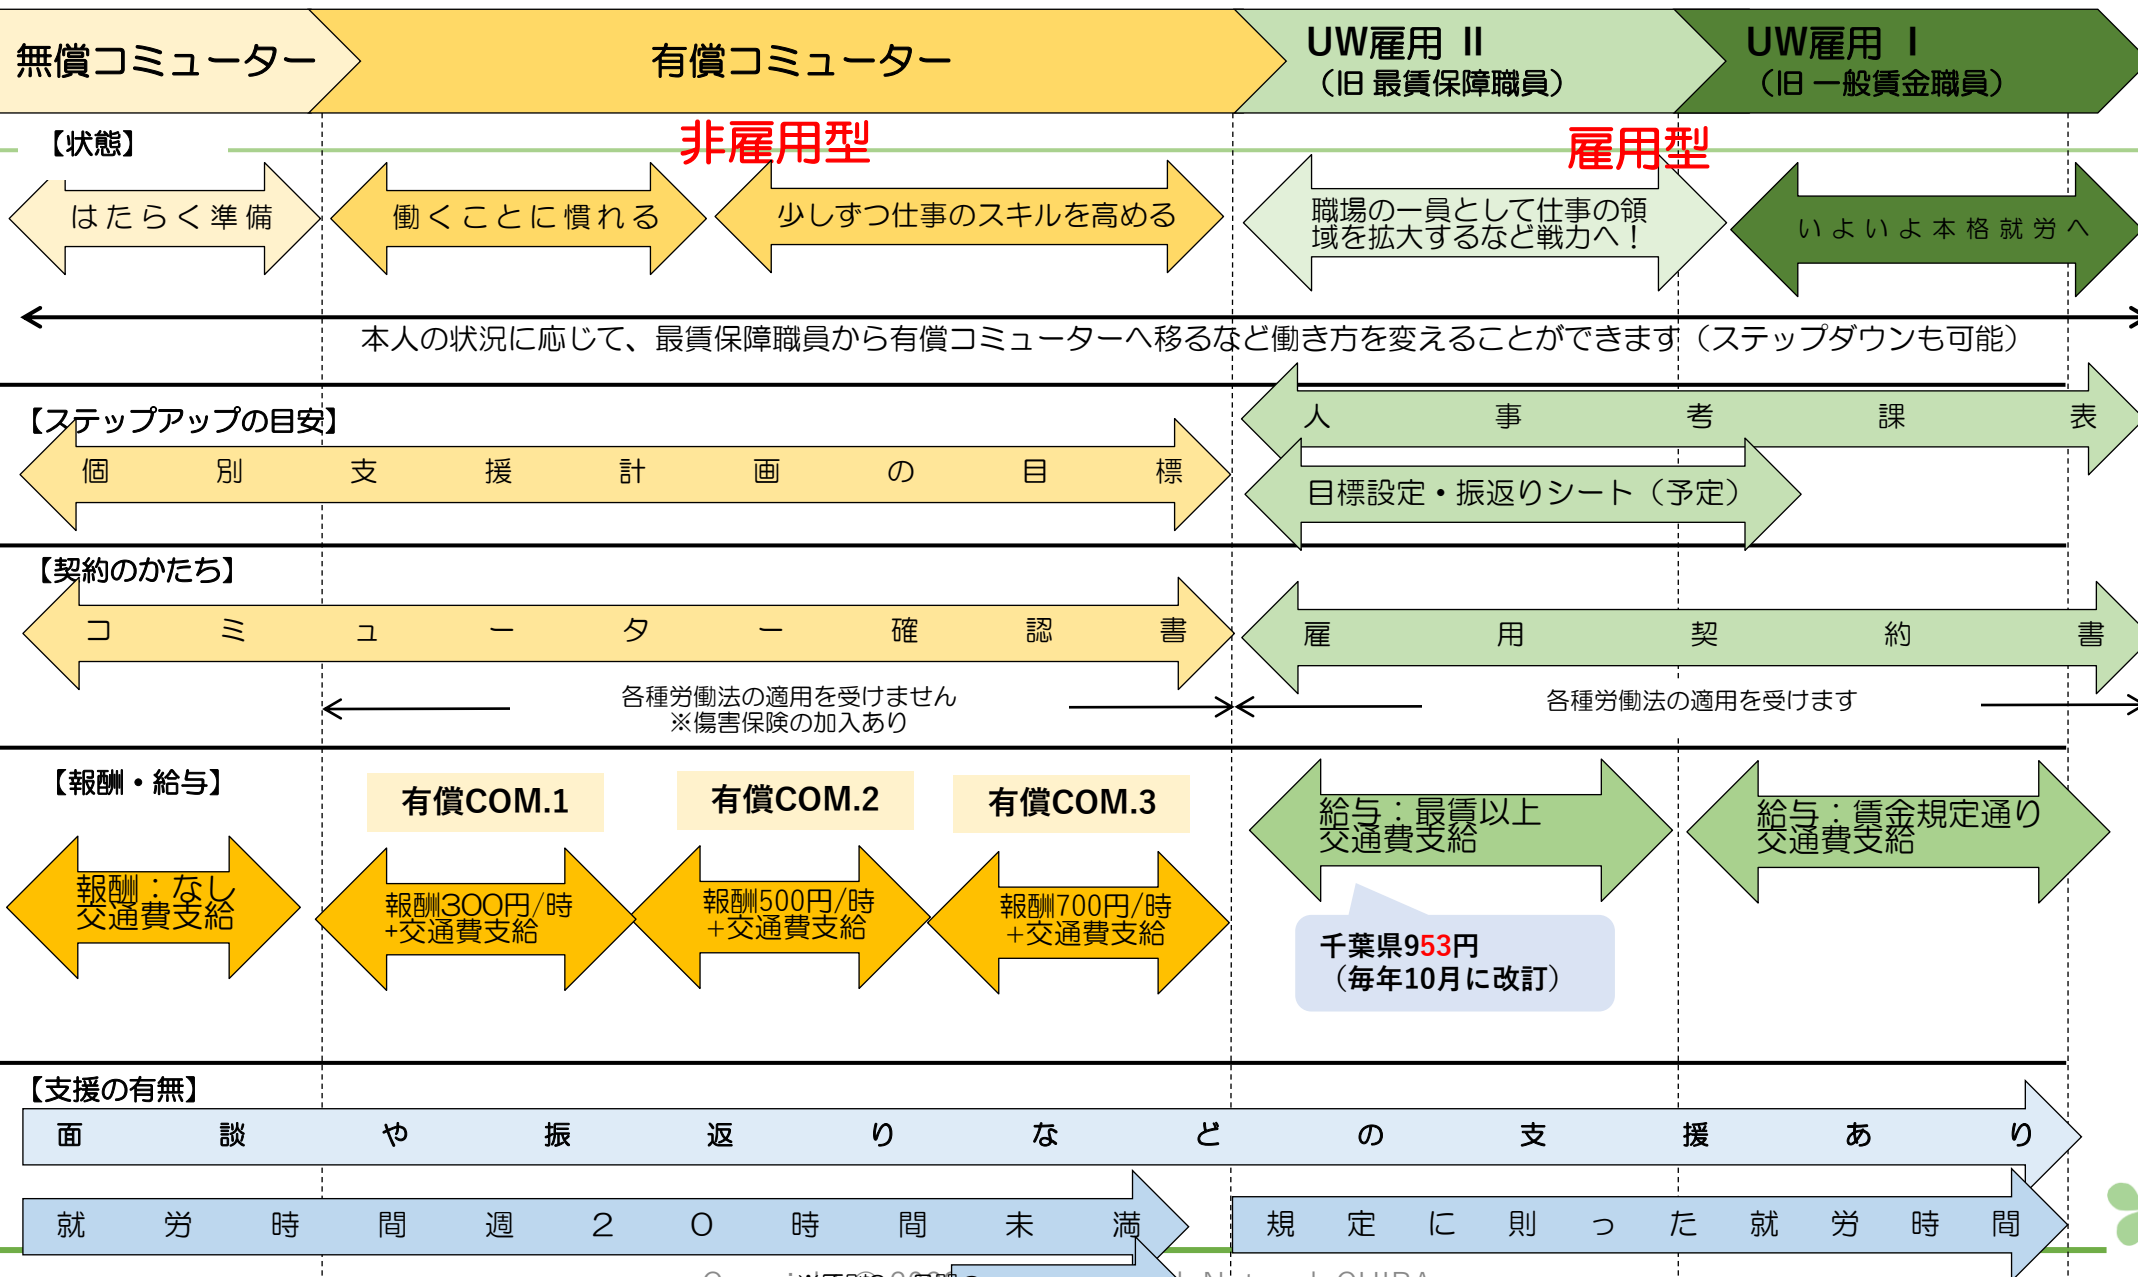 無償コミューター
有償コミューター
UW雇用 Ⅱ
（旧 最賃保障職員）
UW雇用 Ⅰ
（旧 一般賃金職員）
【状態】
非雇用型
雇用型
はたらく準備
働くことに慣れる
少しずつ仕事のスキルを高める
職場の一員として仕事の領
域を拡大するなど戦力へ！
いよいよ本格就労へ
本人の状況に応じて、最賃保障職員から有償コミューターへ移るなど働き方を変えることができます（ステップダウンも可能）
【ステップアップの目安】
個別支援計画の目標
人事考課表
目標設定・振返りシート（予定）
【契約のかたち】
コミューター確認書
雇用契約書
各種労働法の適用を受けません
※傷害保険の加入あり
各種労働法の適用を受けます
【報酬・給与】
有償COM.1
有償COM.2
有償COM.3
報酬：なし
交通費支給
報酬300円/時
+交通費支給
報酬500円/時
+交通費支給
報酬700円/時
+交通費支給
給与：最賃以上
交通費支給
給与：賃金規定通り
交通費支給
千葉県953円
（毎年10月に改訂）
【支援の有無】
面談や振返りなどの支援あり
就労時間週２０時間未満
規定に則った就労時間